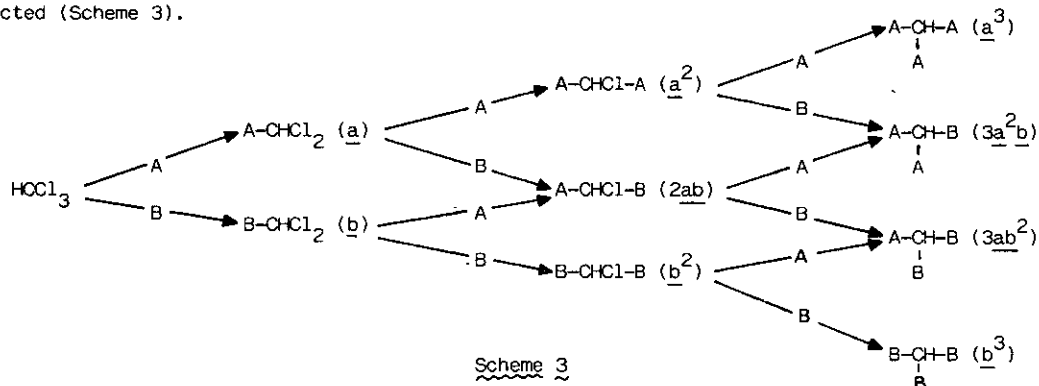 cted (Scheme 3).
A-CH-A (a³)
A
A
A-CHCl-A (a²)
A
B
A-CHCl₂ (a)
A
B
A-CH-B (3a²b)
A
HCCl₃
A
B
A-CHCl-B (2ab)
A
B
B-CHCl₂ (b)
A
B
A-CH-B (3ab²)
B
B-CHCl-B (b²)
A
B
B-CH-B (b³)
B
Scheme 3